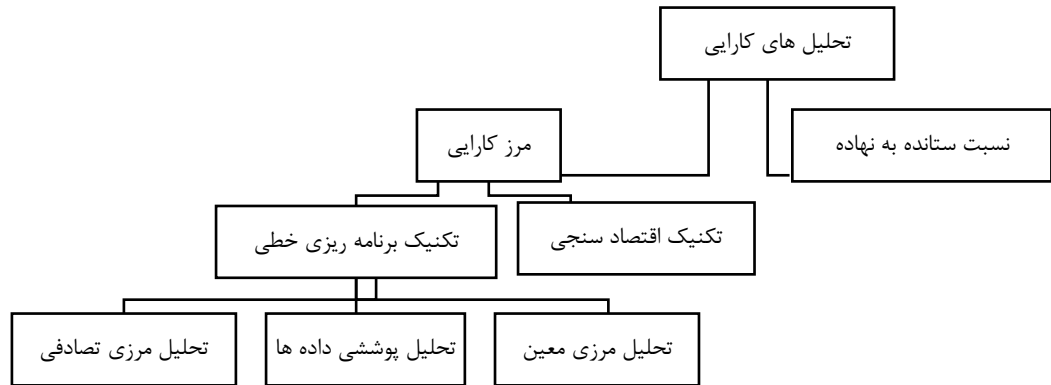 تحلیل های کارایی
نسبت ستانده به نهاده
مرز کارایی
تکنیک اقتصاد سنجی
تکنیک برنامه ریزی خطی
تحلیل مرزی معین
تحلیل پوششی داده ها
تحلیل مرزی تصادفی